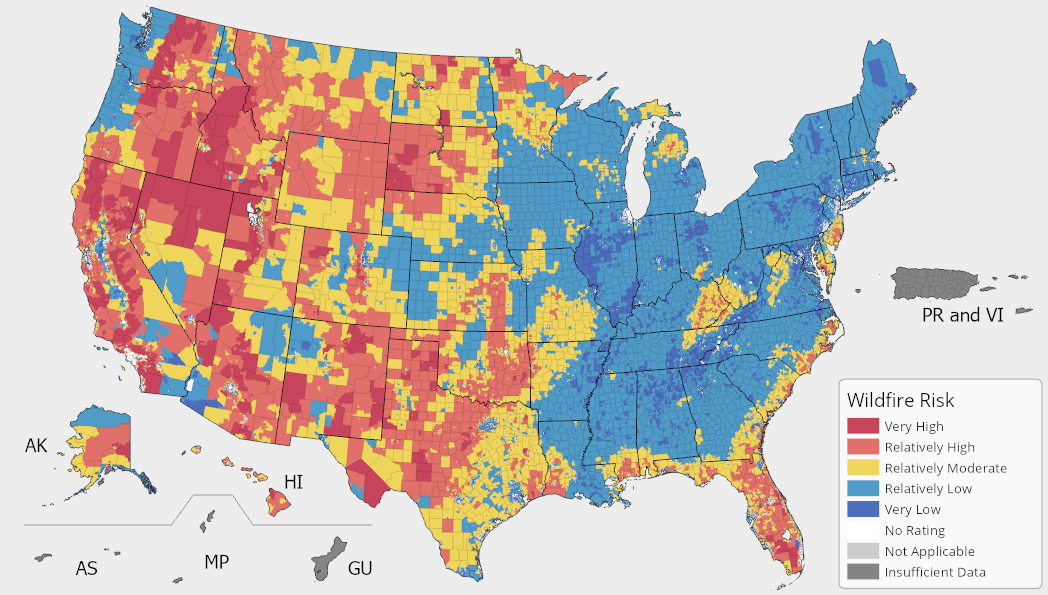 PR and VI
AK
HI
AS
MP
GU
Wildfire Risk
Very High
Relatively High
Relatively Moderate
Relatively Low
Very Low
No Rating
Not Applicable
Insufficient Data